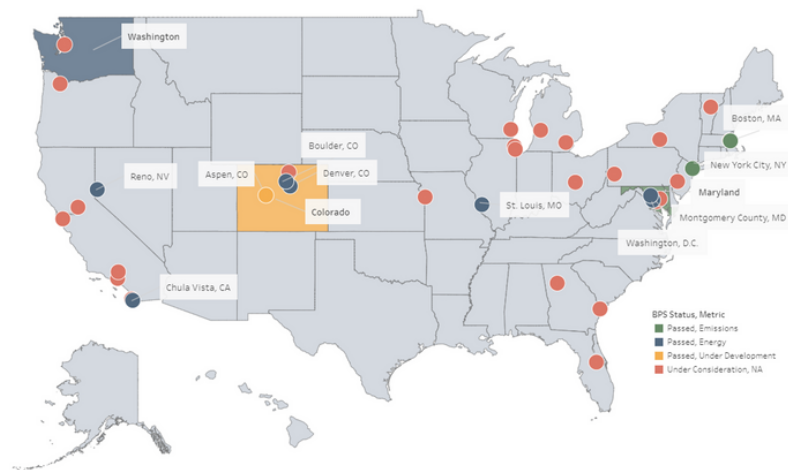 Washington
Boulder, CO
Aspen, CO
Denver, CO
Reno, NV
Colorado
Chula Vista, CA
St. Louis, MO
Boston, MA
New York City, NY
Maryland
Montgomery County, MD
Washington, D.C.
BPS Status, Metric
Passed, Emissions
Passed, Energy
Passed, Under Development
Under Consideration, NA